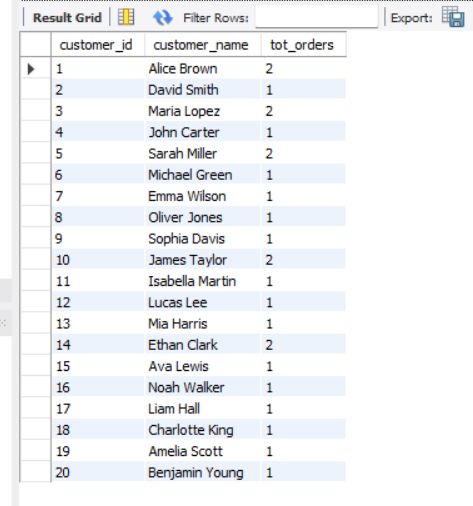 Result Grid Filter Rows: Export:
customer_id customer_name tot_orders
1 Alice Brown 2
2 David Smith 1
3 Maria Lopez 2
4 John Carter 1
5 Sarah Miller 2
6 Michael Green 1
7 Emma Wilson 1
8 Oliver Jones 1
9 Sophia Davis 1
10 James Taylor 2
11 Isabella Martin 1
12 Lucas Lee 1
13 Mia Harris 1
14 Ethan Clark 2
15 Ava Lewis 1
16 Noah Walker 1
17 Liam Hall 1
18 Charlotte King 1
19 Amelia Scott 1
20 Benjamin Young 1